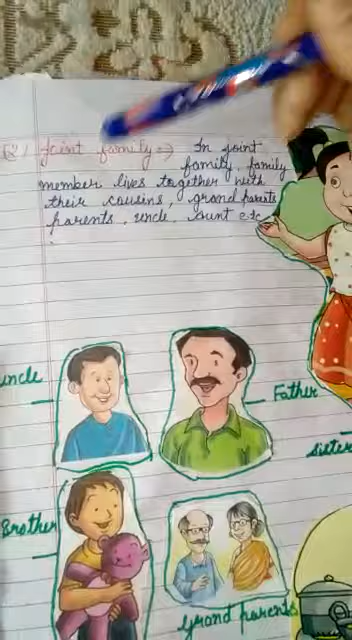 (2) Joint family => In joint
family, family
member lives together with
their cousins, grand parents
parents, uncle, aunt etc
uncle
Father
Sister
Brother
grand parents